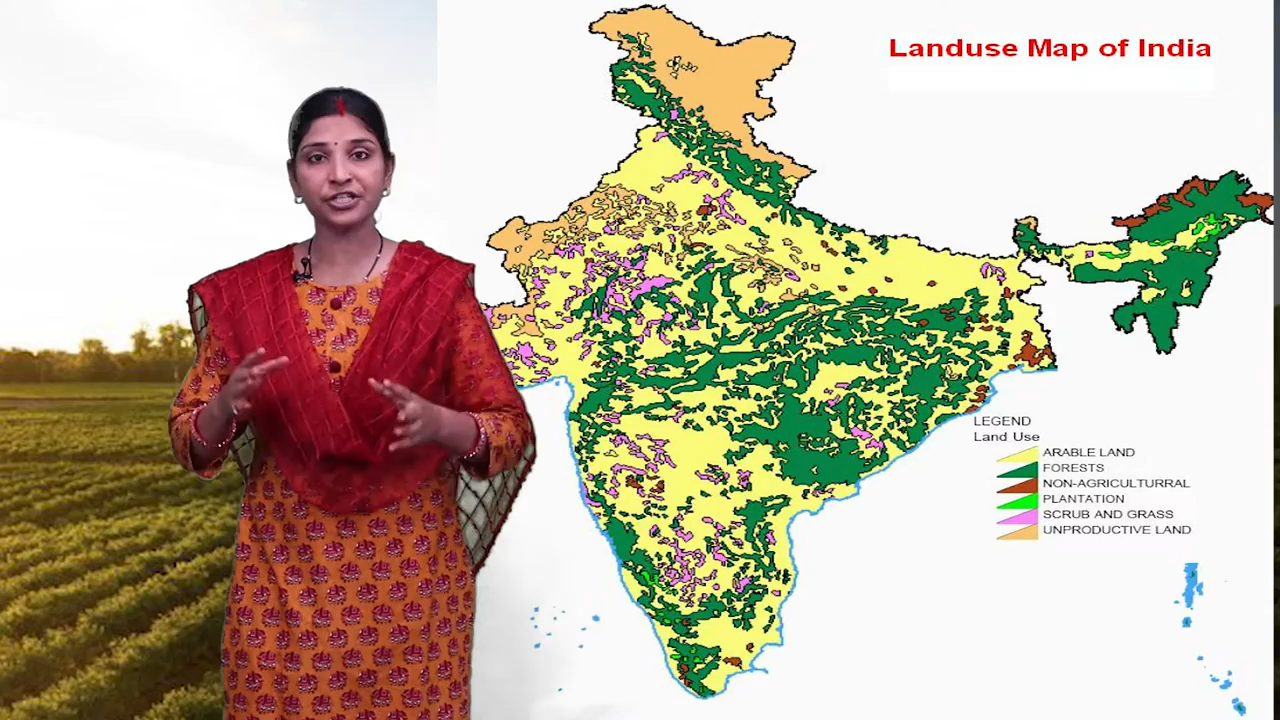 Landuse Map of India
LEGEND
Land Use
ARABLE LAND
FORESTS
NON-AGRICULTURRAL
PLANTATION
SCRUB AND GRASS
UNPRODUCTIVE LAND